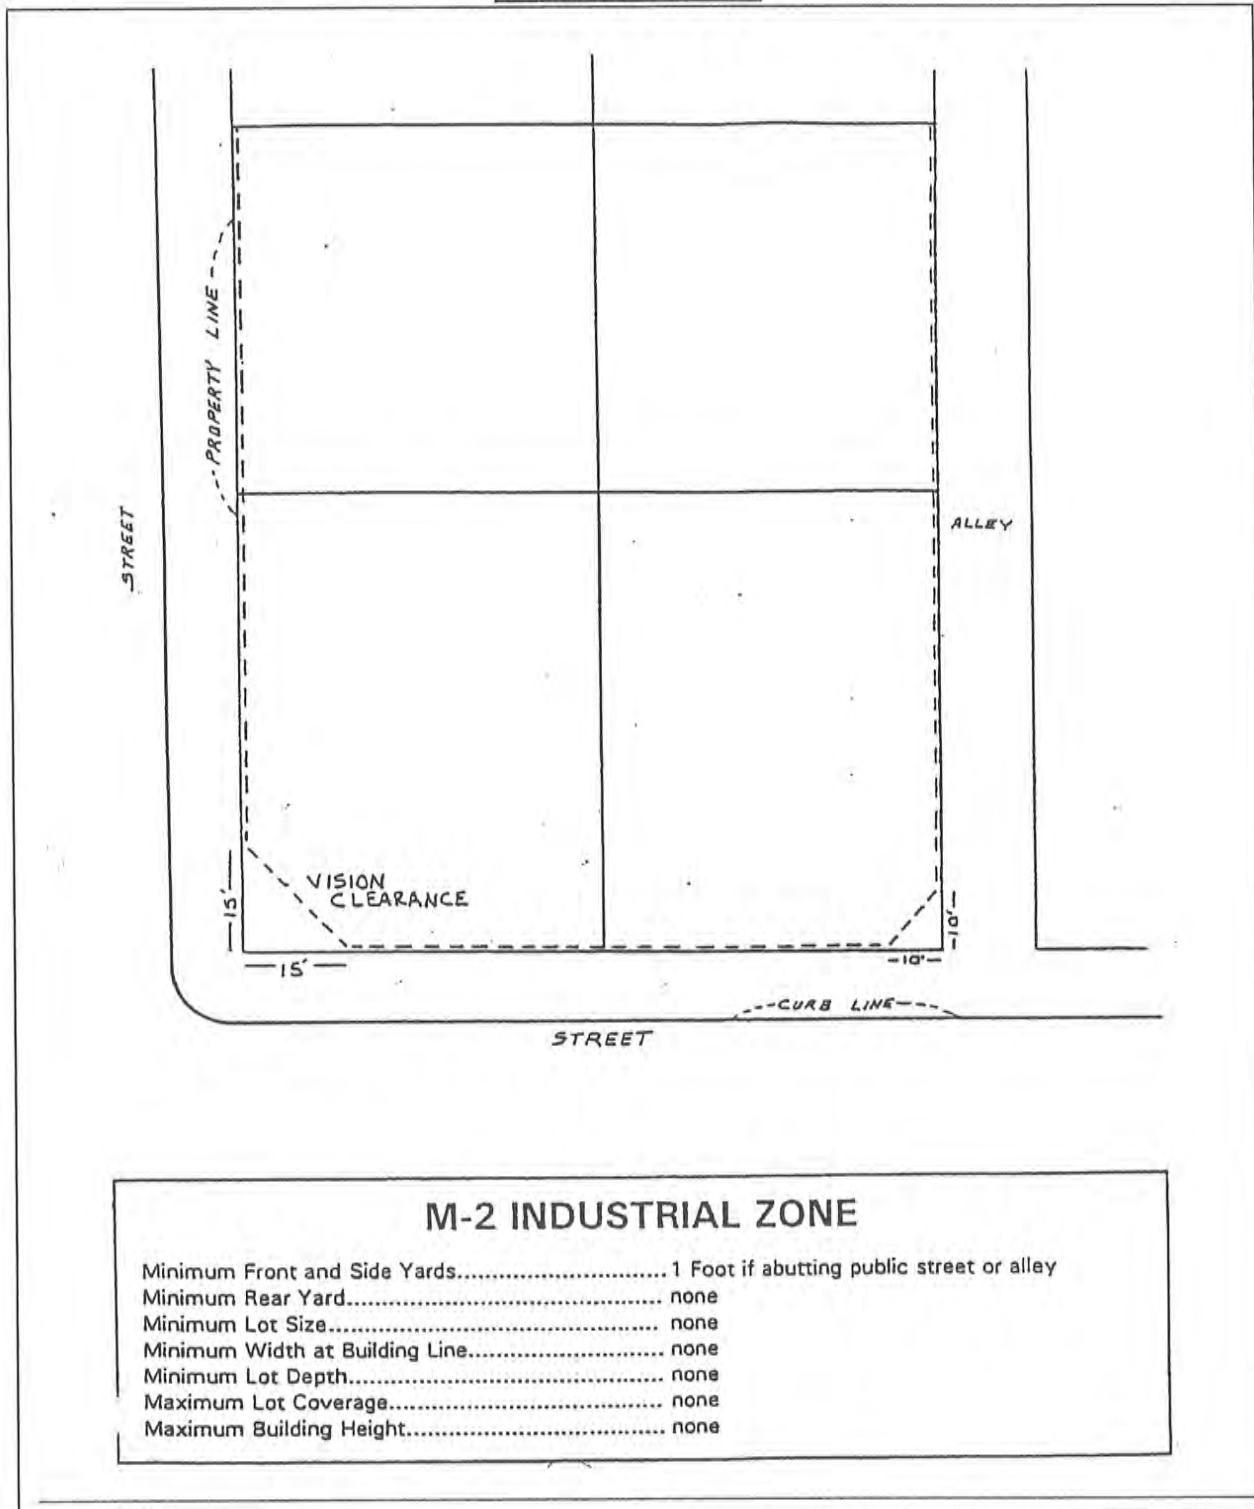 PROPERTY LINE
STREET
ALLEY
VISION
CLEARANCE
15'
15'
10'
10'
CURB LINE
STREET
M-2 INDUSTRIAL ZONE
Minimum Front and Side Yards.............................1 Foot if abutting public street or alley
Minimum Rear Yard............................................ none
Minimum Lot Size.............................................. none
Minimum Width at Building Line........................... none
Minimum Lot Depth............................................ none
Maximum Lot Coverage...................................... none
Maximum Building Height.................................... none